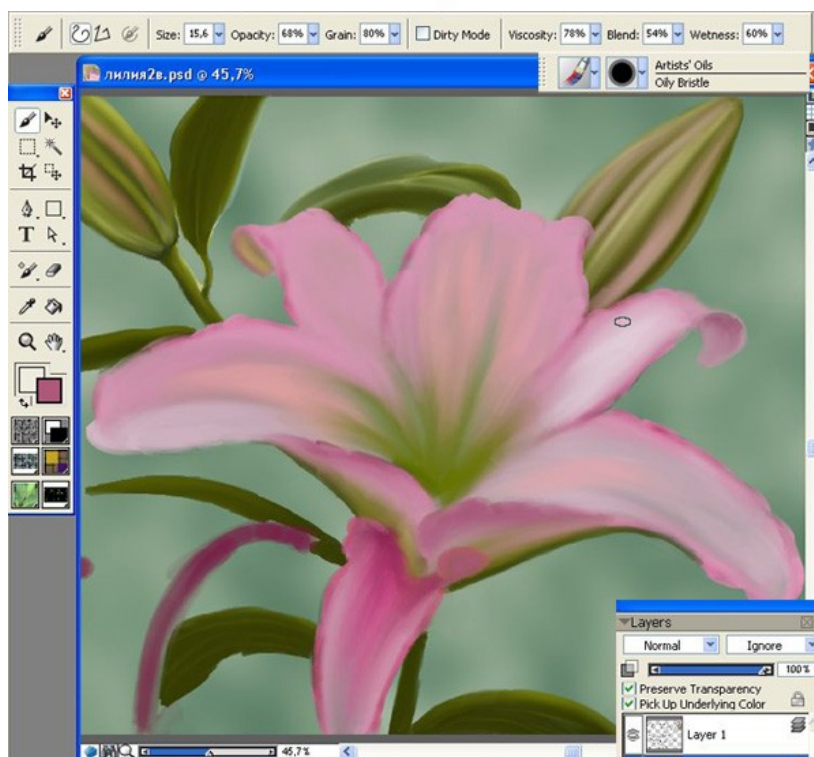 Size: 15,6 Opacity: 68% Grain: 80% Dirty Mode Viscosity: 78% Blend: 54% Wetness: 60%
лилия2в.psd @ 45,7%
Artists' Oils
Oily Bristle
T
Layers
Normal Ignore
100%
Preserve Transparency
Pick Up Underlying Color
Layer 1
45,7%